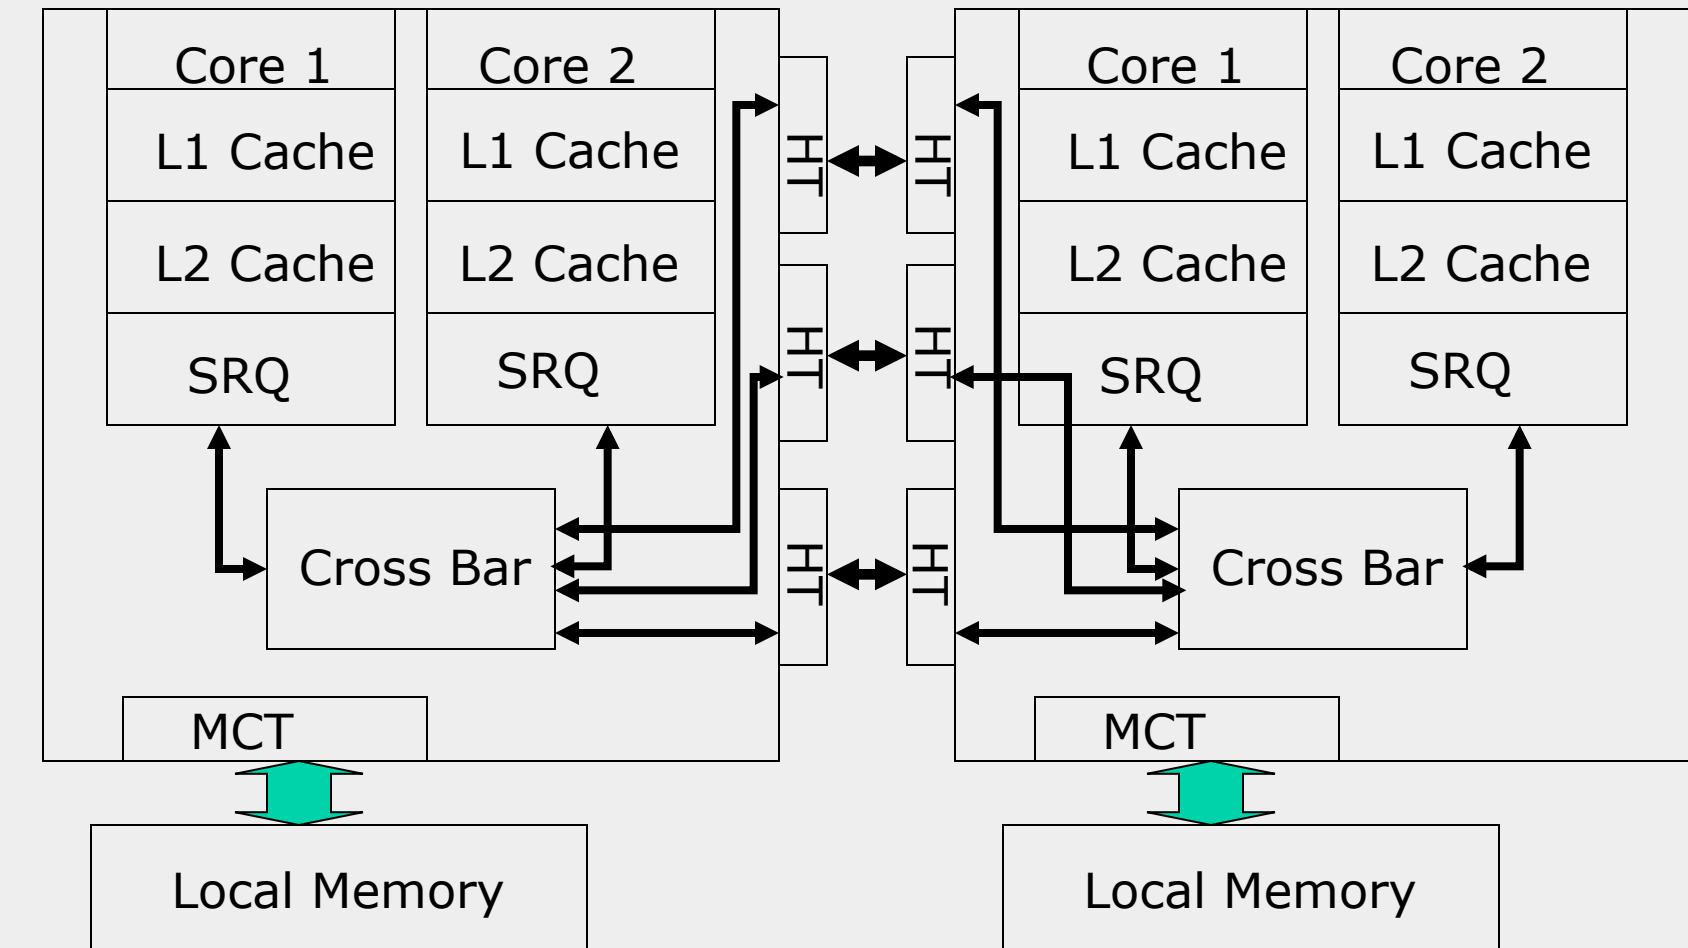 Core 1
L1 Cache
L2 Cache
SRQ
Core 2
L1 Cache
L2 Cache
SRQ
Cross Bar
MCT
Local Memory
HT
HT
HT
HT
HT
HT
Core 1
L1 Cache
L2 Cache
SRQ
Core 2
L1 Cache
L2 Cache
SRQ
Cross Bar
MCT
Local Memory